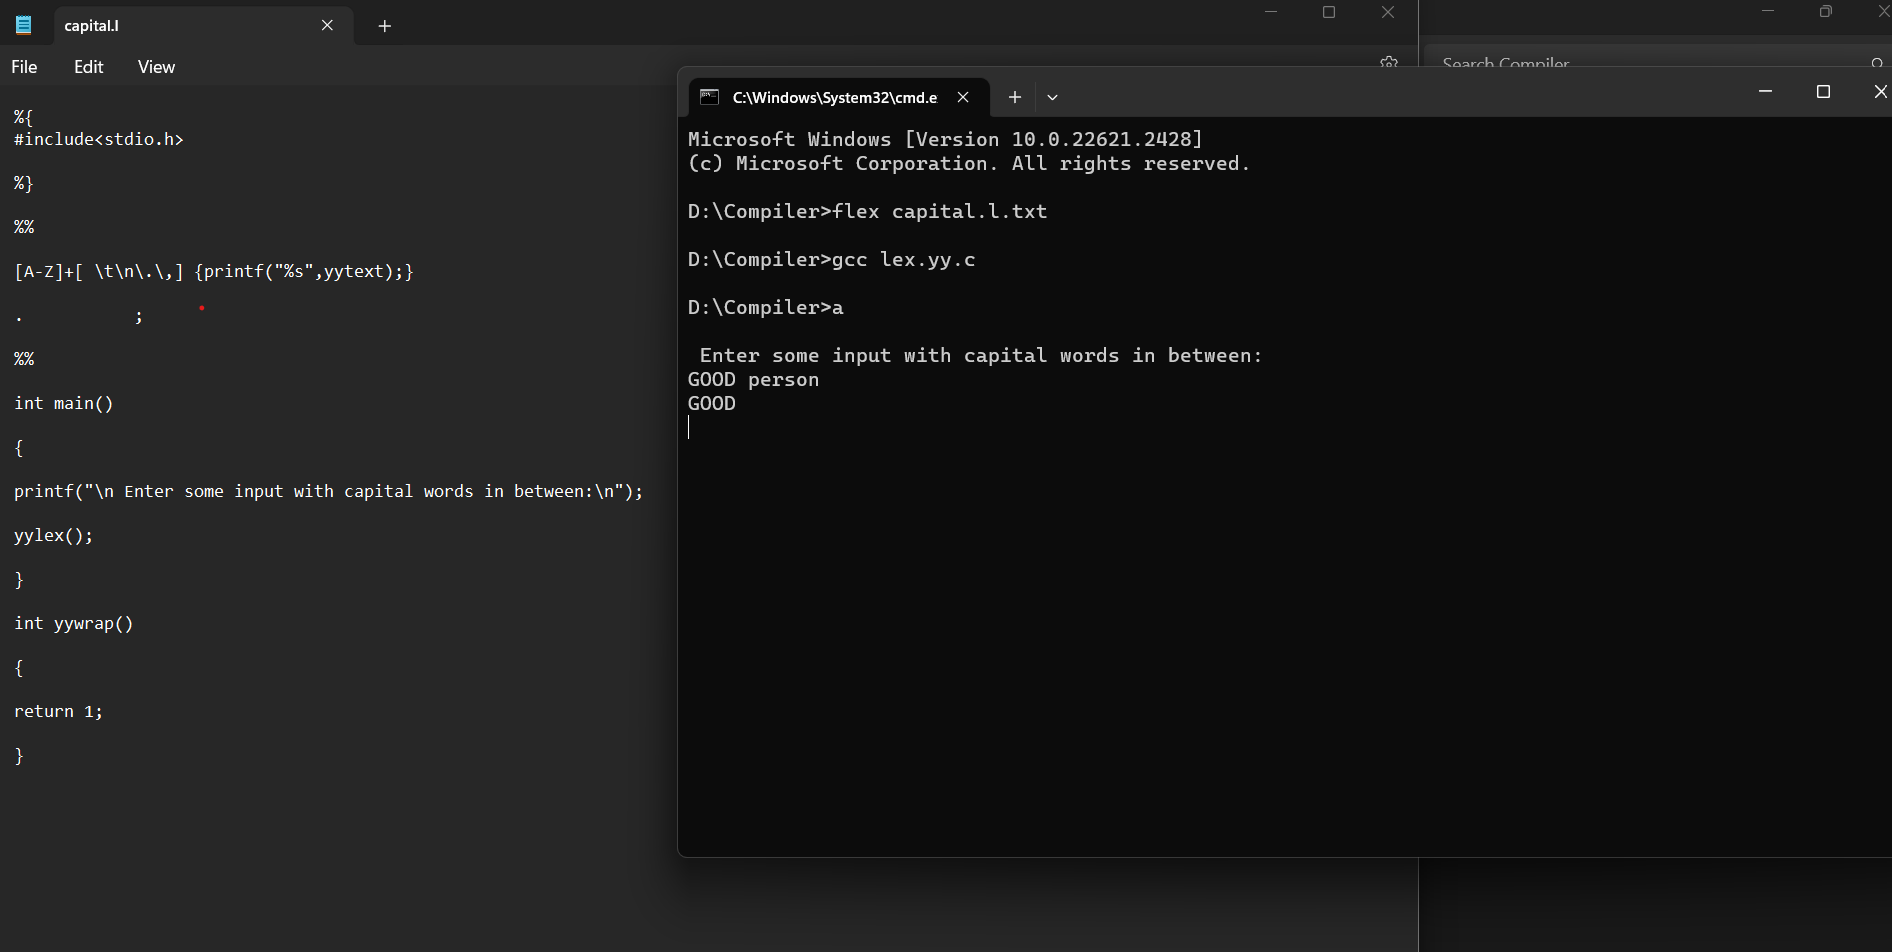 capital.l
File Edit View
%{
#include<stdio.h>
%}
%%
[A-Z]+[ \t\n\.\,] {printf("%s",yytext);}
. ;
%%
int main()
{
printf("\n Enter some input with capital words in between:\n");
yylex();
}
int yywrap()
{
return 1;
}
Search Compiler
C:\Windows\System32\cmd.e
Microsoft Windows [Version 10.0.22621.2428]
(c) Microsoft Corporation. All rights reserved.
D:\Compiler>flex capital.l.txt
D:\Compiler>gcc lex.yy.c
D:\Compiler>a
Enter some input with capital words in between:
GOOD person
GOOD